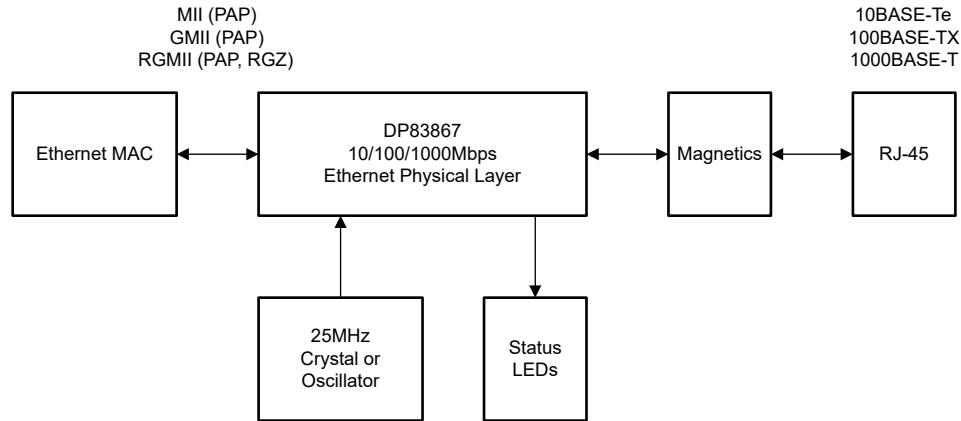 MII (PAP)
GMII (PAP)
RGMII (PAP, RGZ)
10BASE-Te
100BASE-TX
1000BASE-T
Ethernet MAC
DP83867
10/100/1000Mbps
Ethernet Physical Layer
Magnetics
RJ-45
25MHz
Crystal or
Oscillator
Status
LEDs